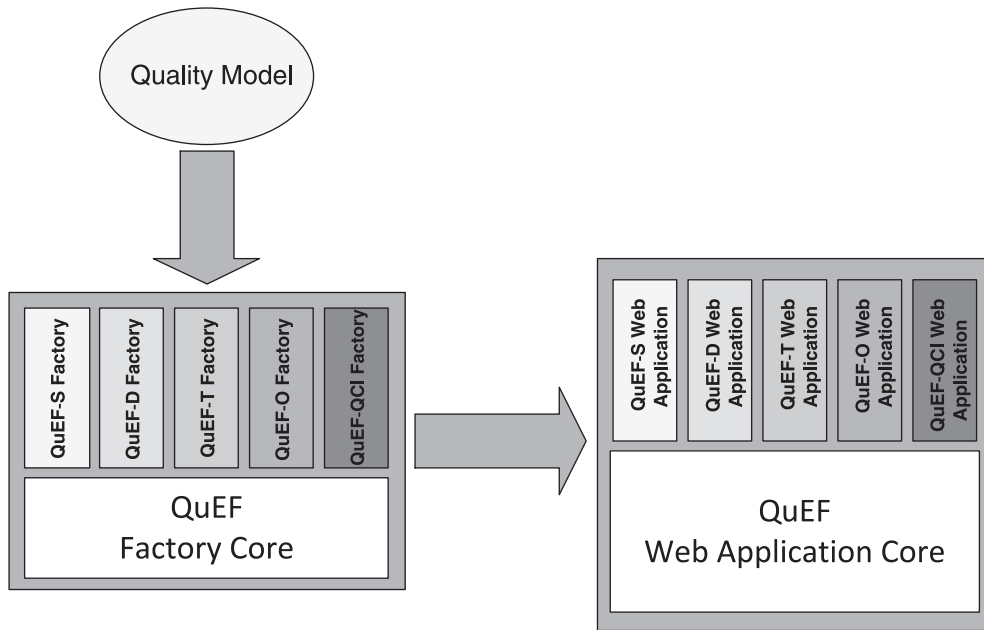 Quality Model
QuEF-S Factory
QuEF-D Factory
QuEF-T Factory
QuEF-O Factory
QuEF-QCI Factory
QuEF
Factory Core
QuEF-S Web
Application
QuEF-D Web
Application
QuEF-T Web
Application
QuEF-O Web
Application
QuEF-QCI Web
Application
QuEF
Web Application Core